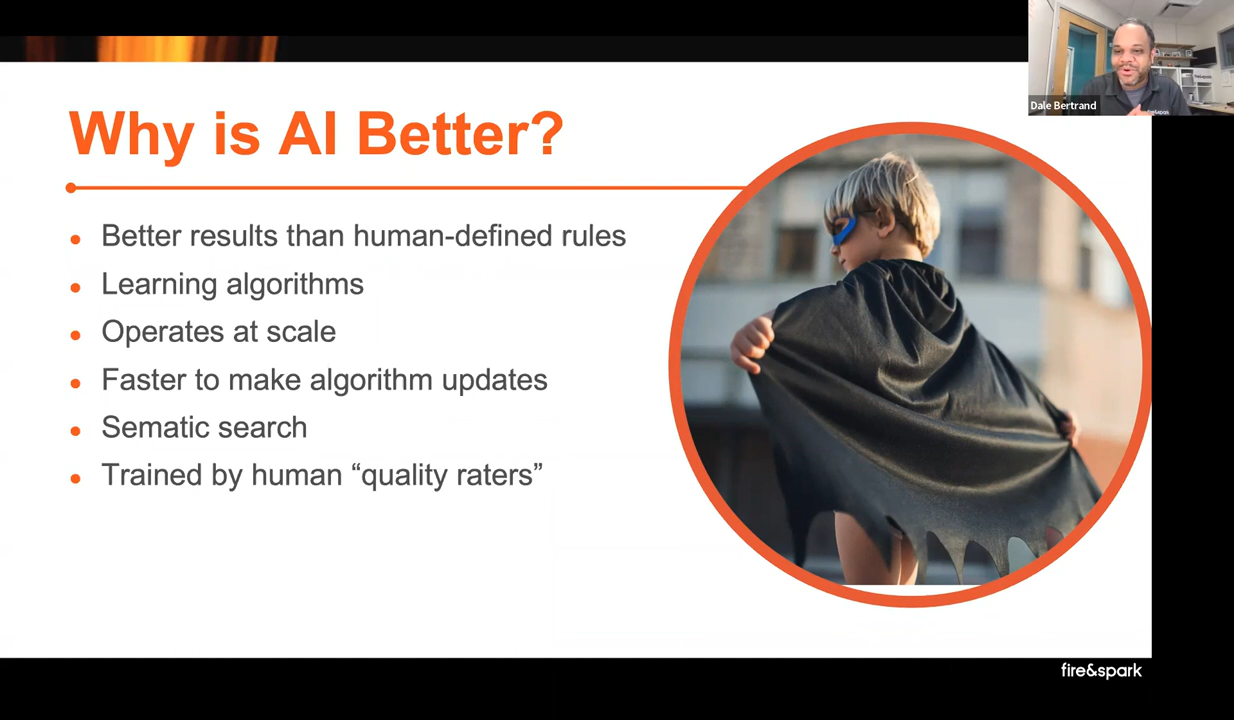 Dale Bertrand
Why is AI Better?
Better results than human-defined rules
Learning algorithms
Operates at scale
Faster to make algorithm updates
Sematic search
Trained by human “quality raters”
fire&spark